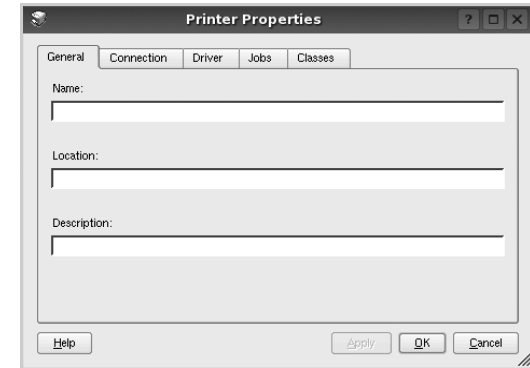 Printer Properties
General Connection Driver Jobs Classes
Name:
Location:
Description:
Help Apply OK Cancel